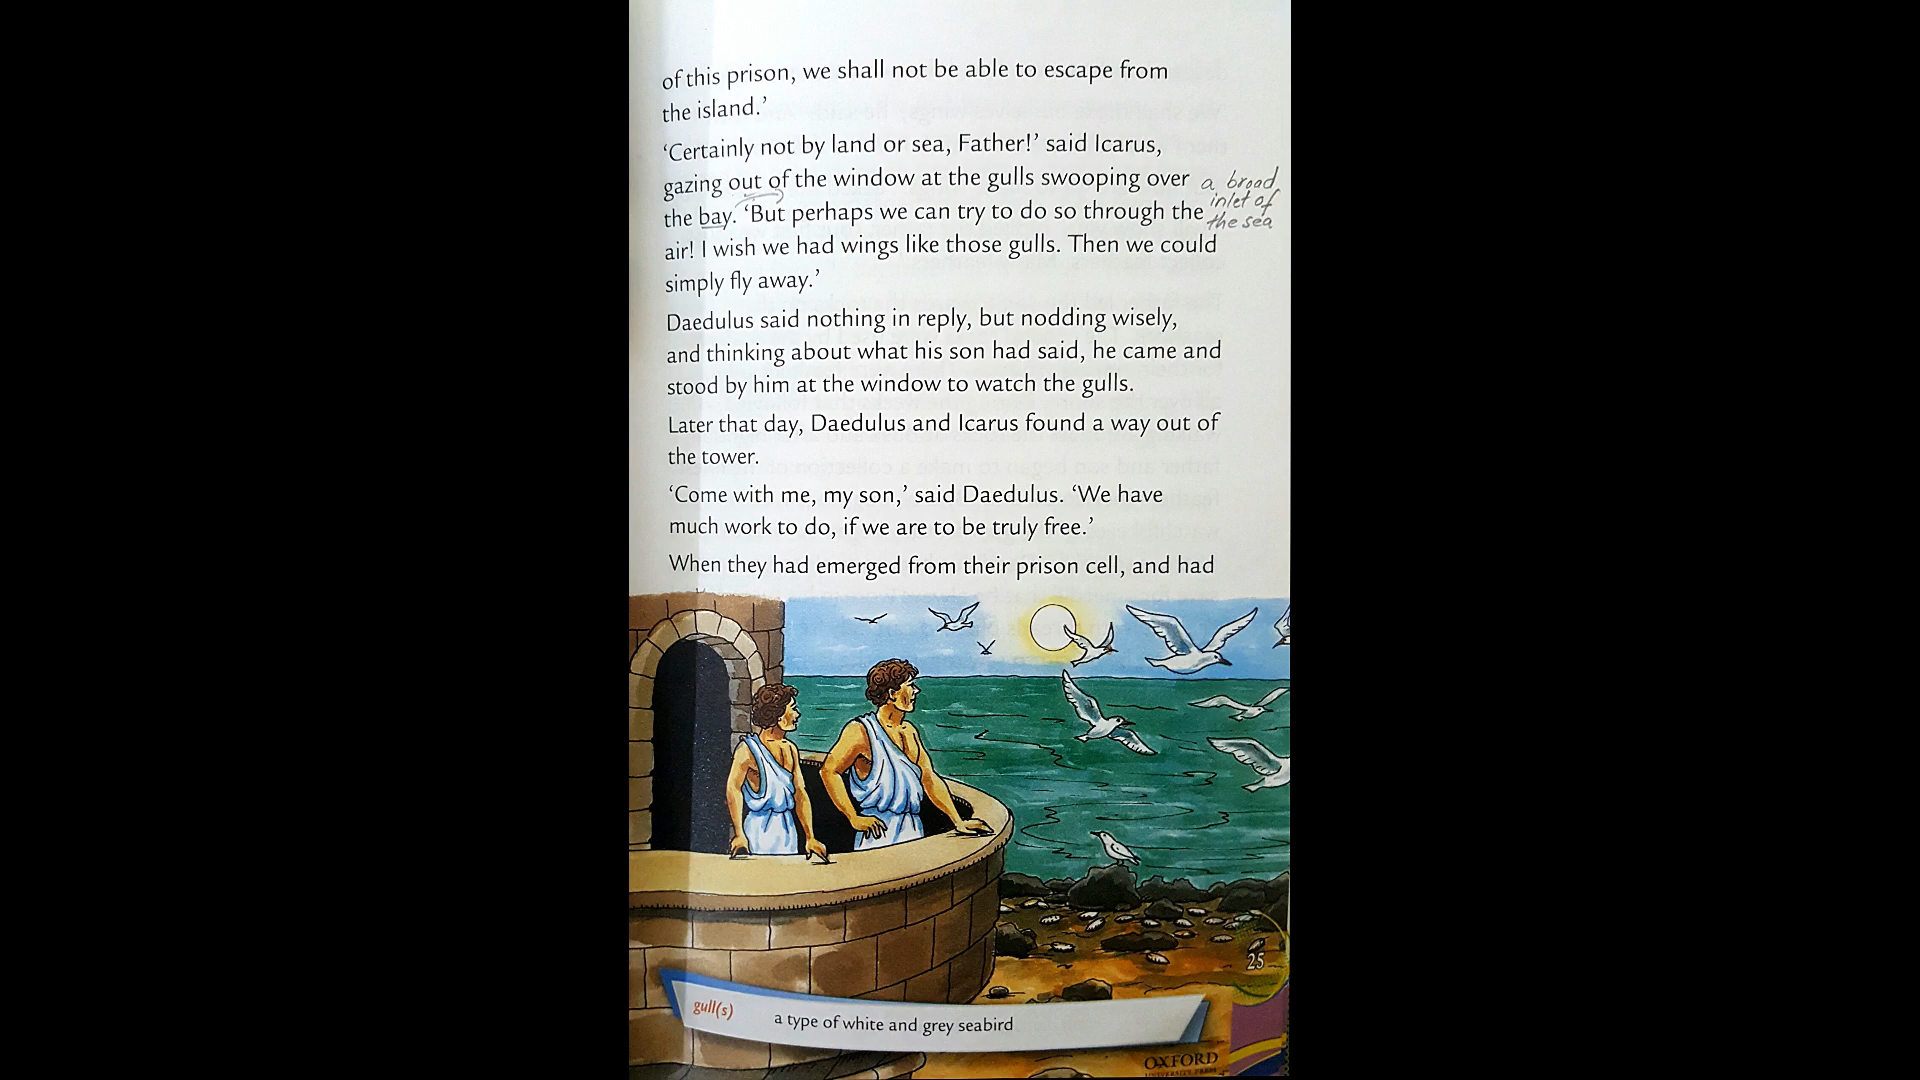 of this prison, we shall not be able to escape from
the island.’
‘Certainly not by land or sea, Father!’ said Icarus,
gazing out of the window at the gulls swooping over
the bay. ‘But perhaps we can try to do so through the
air! I wish we had wings like those gulls. Then we could
simply fly away.’
a broad
inlet of
the sea
Daedulus said nothing in reply, but nodding wisely,
and thinking about what his son had said, he came and
stood by him at the window to watch the gulls.
Later that day, Daedulus and Icarus found a way out of
the tower.
‘Come with me, my son,’ said Daedulus. ‘We have
much work to do, if we are to be truly free.’
When they had emerged from their prison cell, and had
25
gull(s)
a type of white and grey seabird
OXFORD
UNIVERSITY PRESS